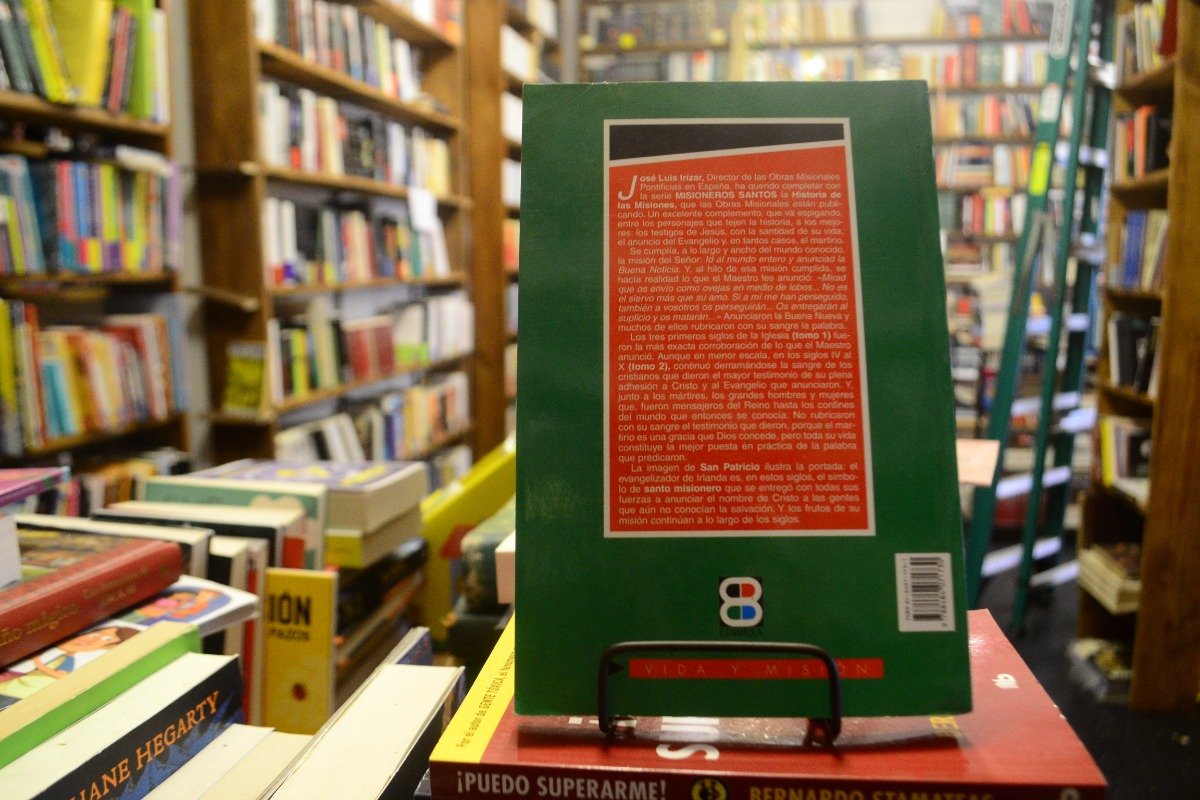 José Luis Irízar, Director de las Obras Misionales
Pontificias en España, ha querido completar con
la serie MISIONEROS SANTOS la Historia de
las Misiones, que las Obras Misionales están publi-
cando. Un excelente complemento, que va espigando,
entre los personajes que tejen la historia, a los mejo-
res: los testigos de Jesús, con la santidad de su vida,
el anuncio del Evangelio y, en tantos casos, el martirio.
Se cumplía, a lo largo y ancho del mundo conocido,
la misión del Señor: Id al mundo entero y anunciad la
Buena Noticia. Y, al hilo de esa misión cumplida, se
hacía realidad lo que el Maestro les anunció: «Mirad
que os envío como ovejas en medio de lobos... No es
el siervo más que su amo. Si a mí me han perseguido,
también a vosotros os perseguirán... Os entregarán al
suplicio y os matarán...» Anunciaron la Buena Nueva y
muchos de ellos rubricaron con su sangre la palabra.
Los tres primeros siglos de la Iglesia (tomo 1) fue-
ron la más exacta corroboración de lo que el Maestro
anunció. Aunque en menor escala, en los siglos IV al
X (tomo 2), continuó derramándose la sangre de los
cristianos que dieron el mayor testimonio de su plena
adhesión a Cristo y al Evangelio que anunciaron. Y,
junto a los mártires, los grandes hombres y mujeres
que, fueron mensajeros del Reino hasta los confines
del mundo que entonces se conocía. No rubricaron
con su sangre el testimonio que dieron, porque el mar-
tirio es una gracia que Dios concede, pero toda su vida
constituye la mejor puesta en práctica de la palabra
que predicaron.
La imagen de San Patricio ilustra la portada: el
evangelizador de Irlanda es, en estos siglos, el símbo-
lo de santo misionero que se entregó con todas sus
fuerzas a anunciar el nombre de Cristo a las gentes
que aún no conocían la salvación. Y los frutos de su
misión continúan a lo largo de los siglos.
VIDA Y MISIÓN
Por el autor de GENTE TÓXICA
¡PUEDO SUPERARME!
BERNARDO STAMATEAS
HEGARTY